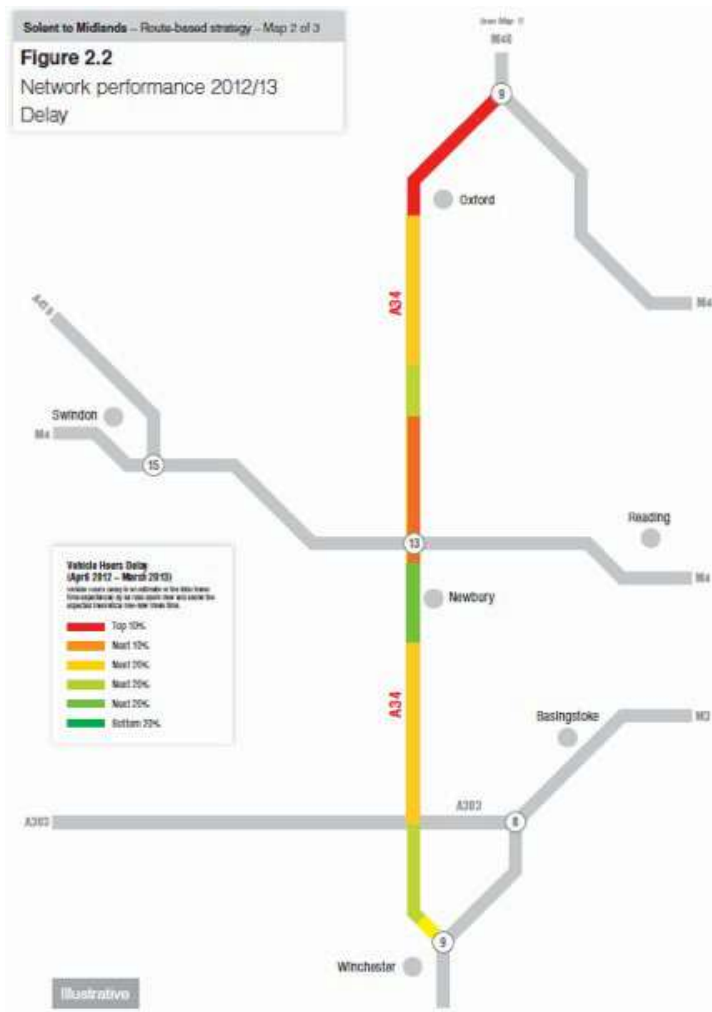 Solent to Midlands – Route-based strategy – Map 2 of 3
Figure 2.2
Network performance 2012/13
Delay
M40
9
Oxford
A34
M4
A419
Swindon
M4
15
13
Reading
M4
Newbury
Vehicle Hours Delay
(April 2012 – March 2013)
Top 10%
Next 10%
Next 20%
Next 20%
Next 20%
Bottom 20%
A34
Basingstoke
M3
A303
A303
8
9
Winchester
Illustrative